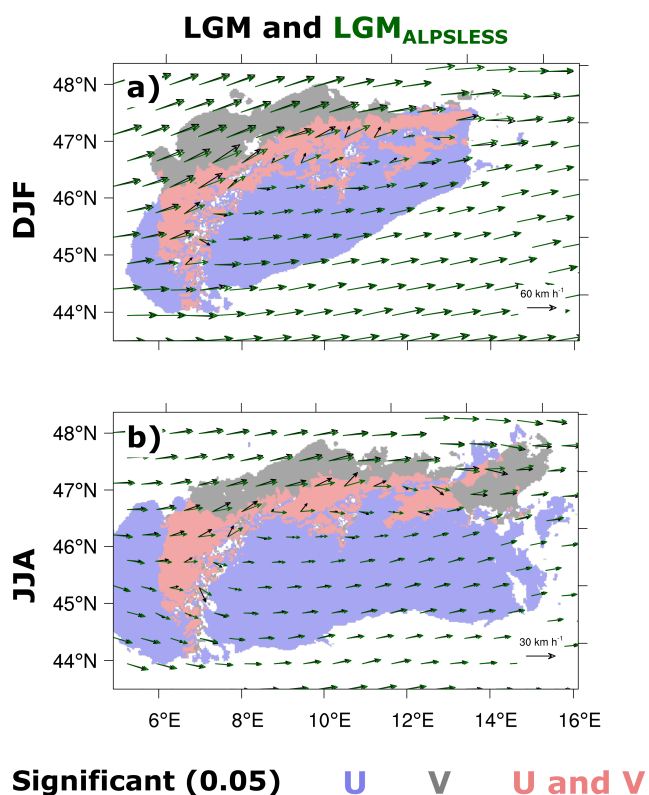 LGM and LGM_ALPSLESS
a)
48°N
47°N
46°N
45°N
44°N
DJF
60 km h⁻¹
b)
48°N
47°N
46°N
45°N
44°N
JJA
30 km h⁻¹
6°E 8°E 10°E 12°E 14°E 16°E
Significant (0.05) U V U and V